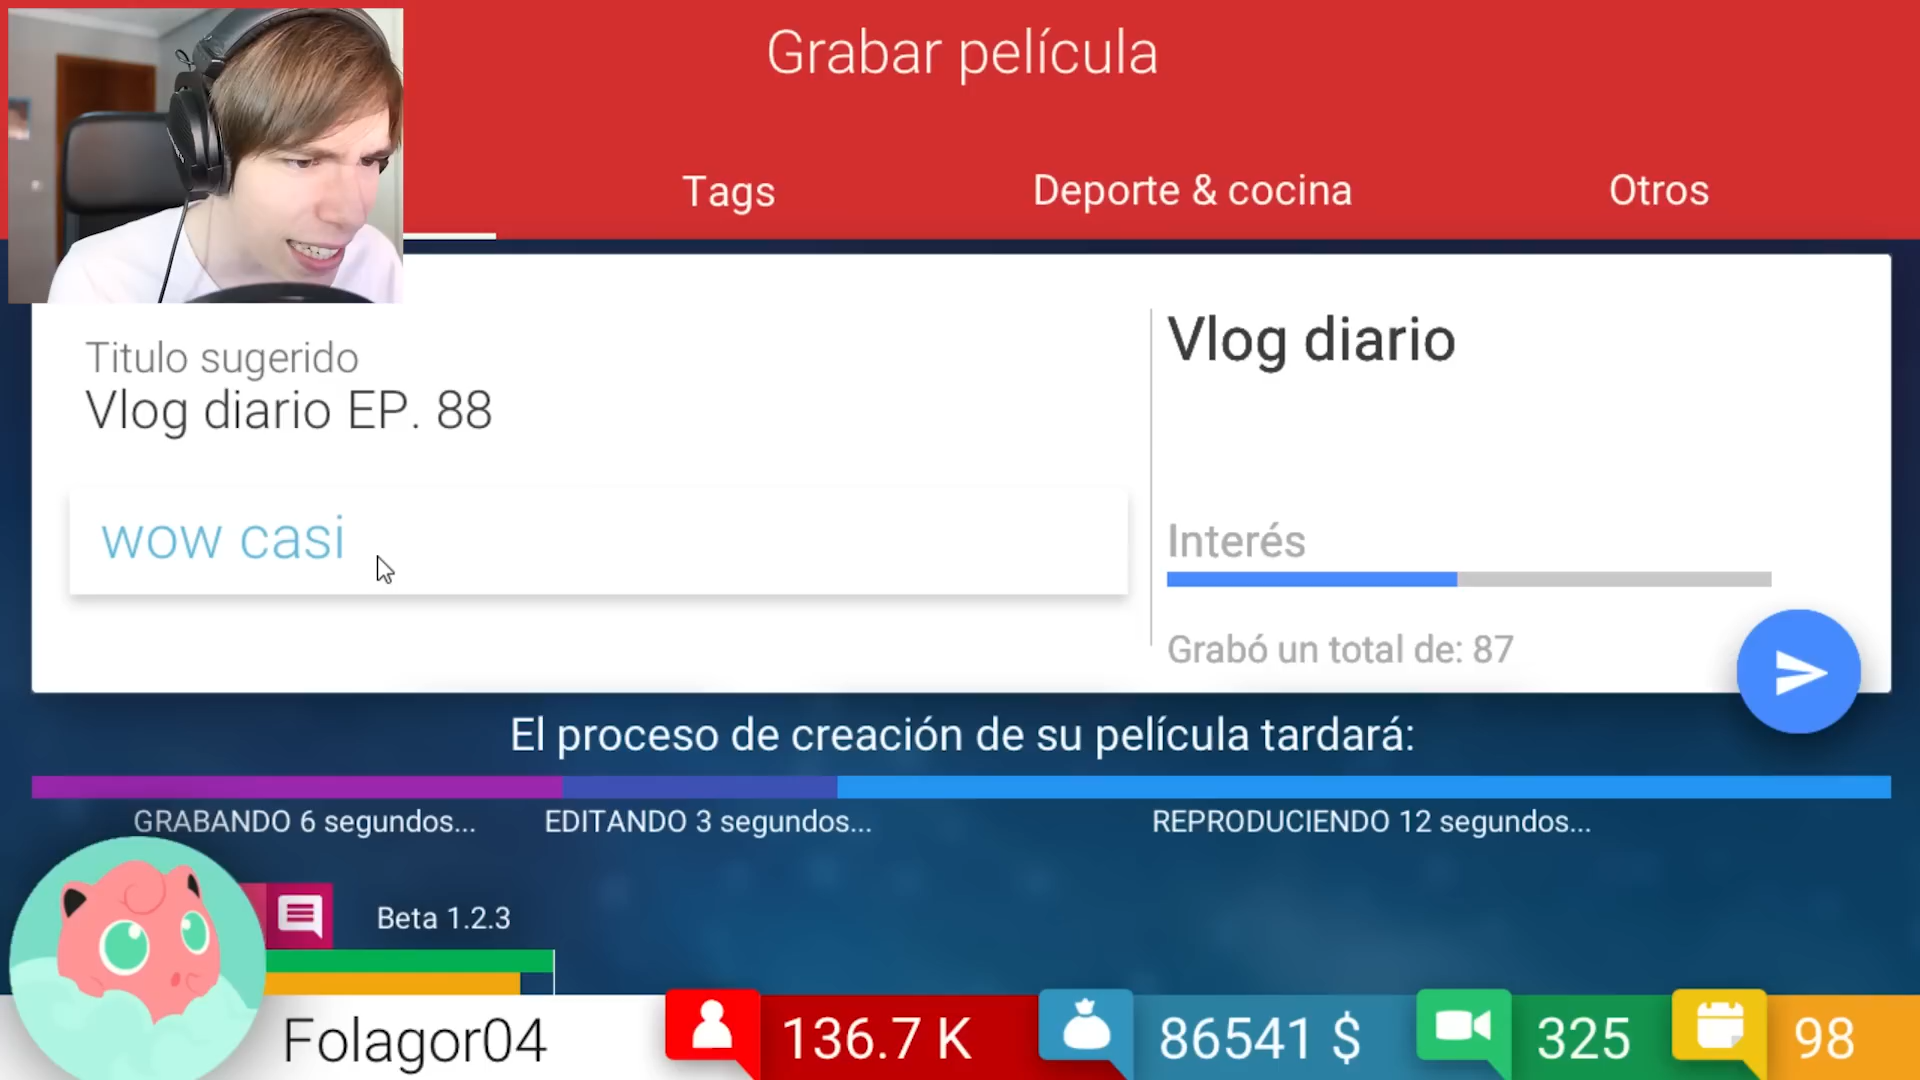 Grabar película
Tags
Deporte & cocina
Otros
Titulo sugerido
Vlog diario EP. 88
wow casi
Vlog diario
Interés
Grabó un total de: 87
El proceso de creación de su película tardará:
GRABANDO 6 segundos...
EDITANDO 3 segundos...
REPRODUCIENDO 12 segundos...
Beta 1.2.3
Folagor04
136.7 K
86541 $
325
98